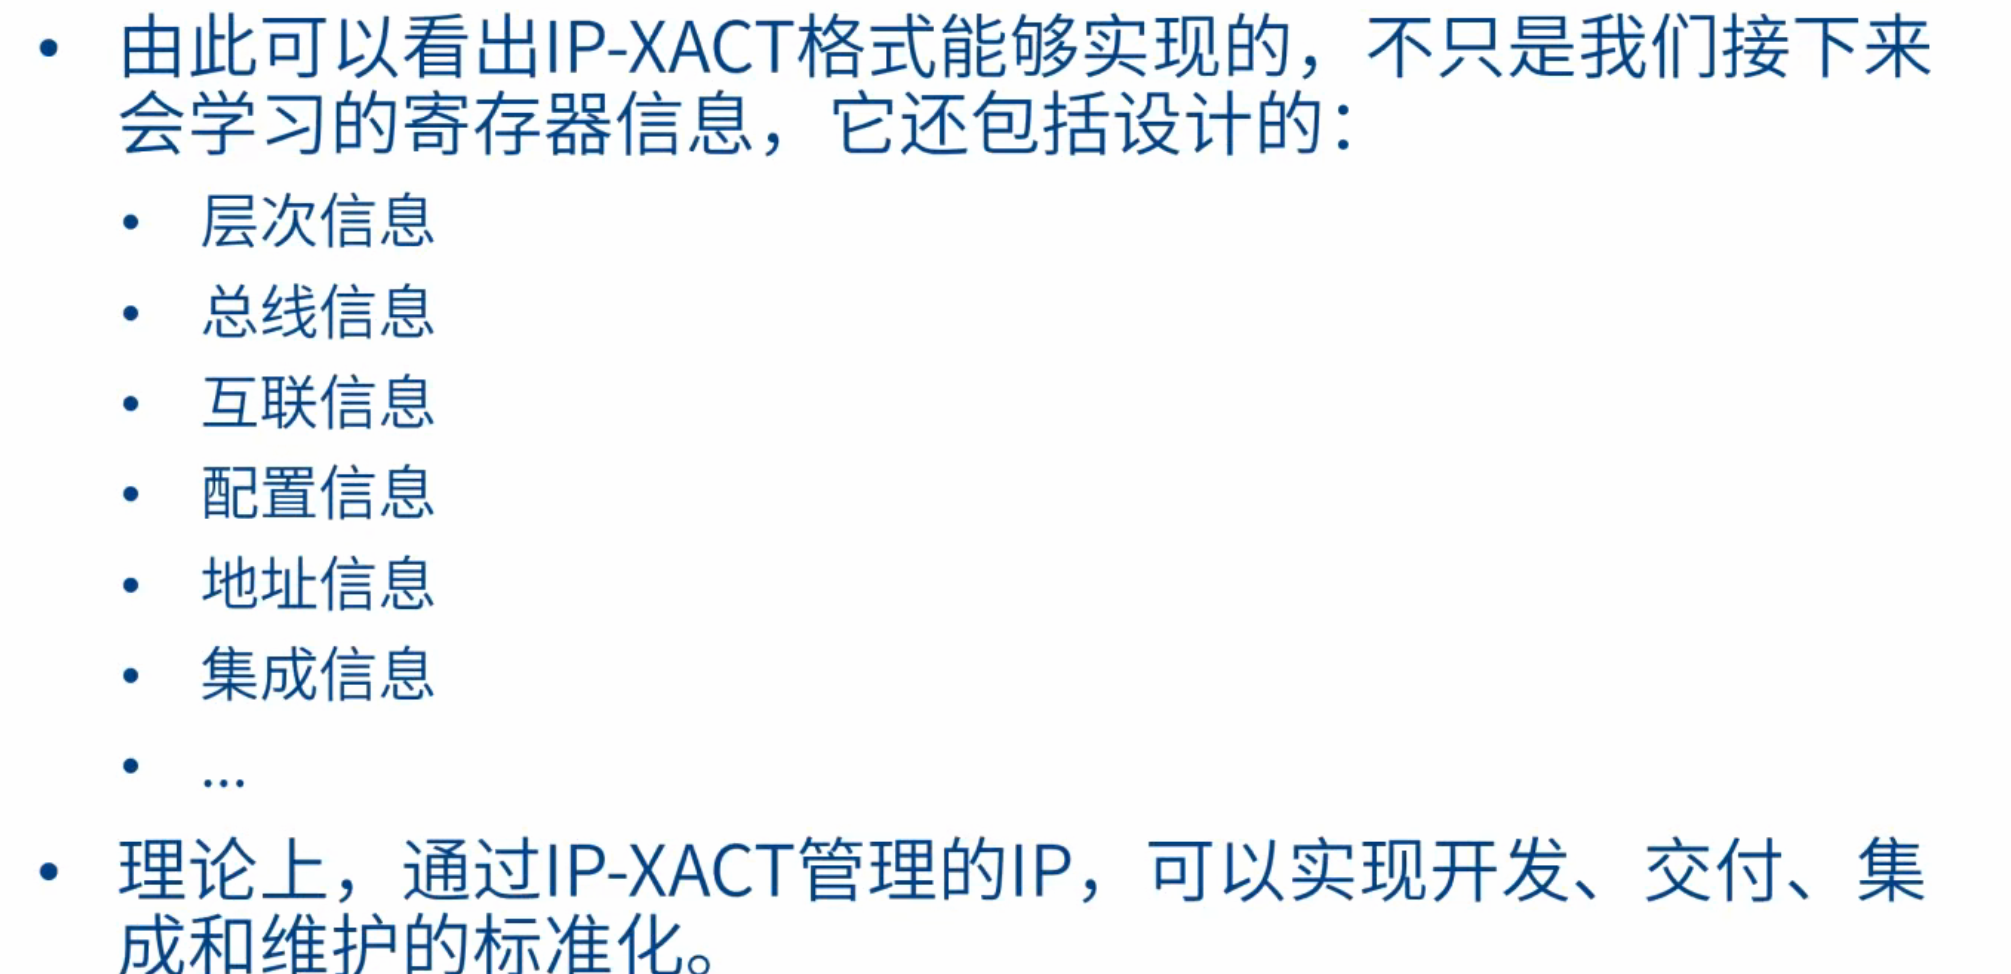 • 由此可以看出IP-XACT格式能够实现的，不只是我们接下来
会学习的寄存器信息，它还包括设计的：
• 层次信息
• 总线信息
• 互联信息
• 配置信息
• 地址信息
• 集成信息
• ...
• 理论上，通过IP-XACT管理的IP，可以实现开发、交付、集
成和维护的标准化。